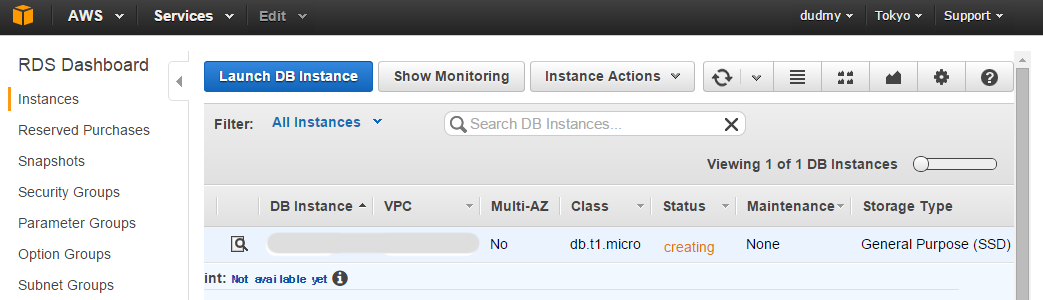 AWS Services Edit dudmy Tokyo Support
RDS Dashboard
Instances
Reserved Purchases
Snapshots
Security Groups
Parameter Groups
Option Groups
Subnet Groups
Launch DB Instance Show Monitoring Instance Actions
Filter: All Instances Search DB Instances...
Viewing 1 of 1 DB Instances
DB Instance VPC Multi-AZ Class Status Maintenance Storage Type
No db.t1.micro creating None General Purpose (SSD)
int: Not available yet